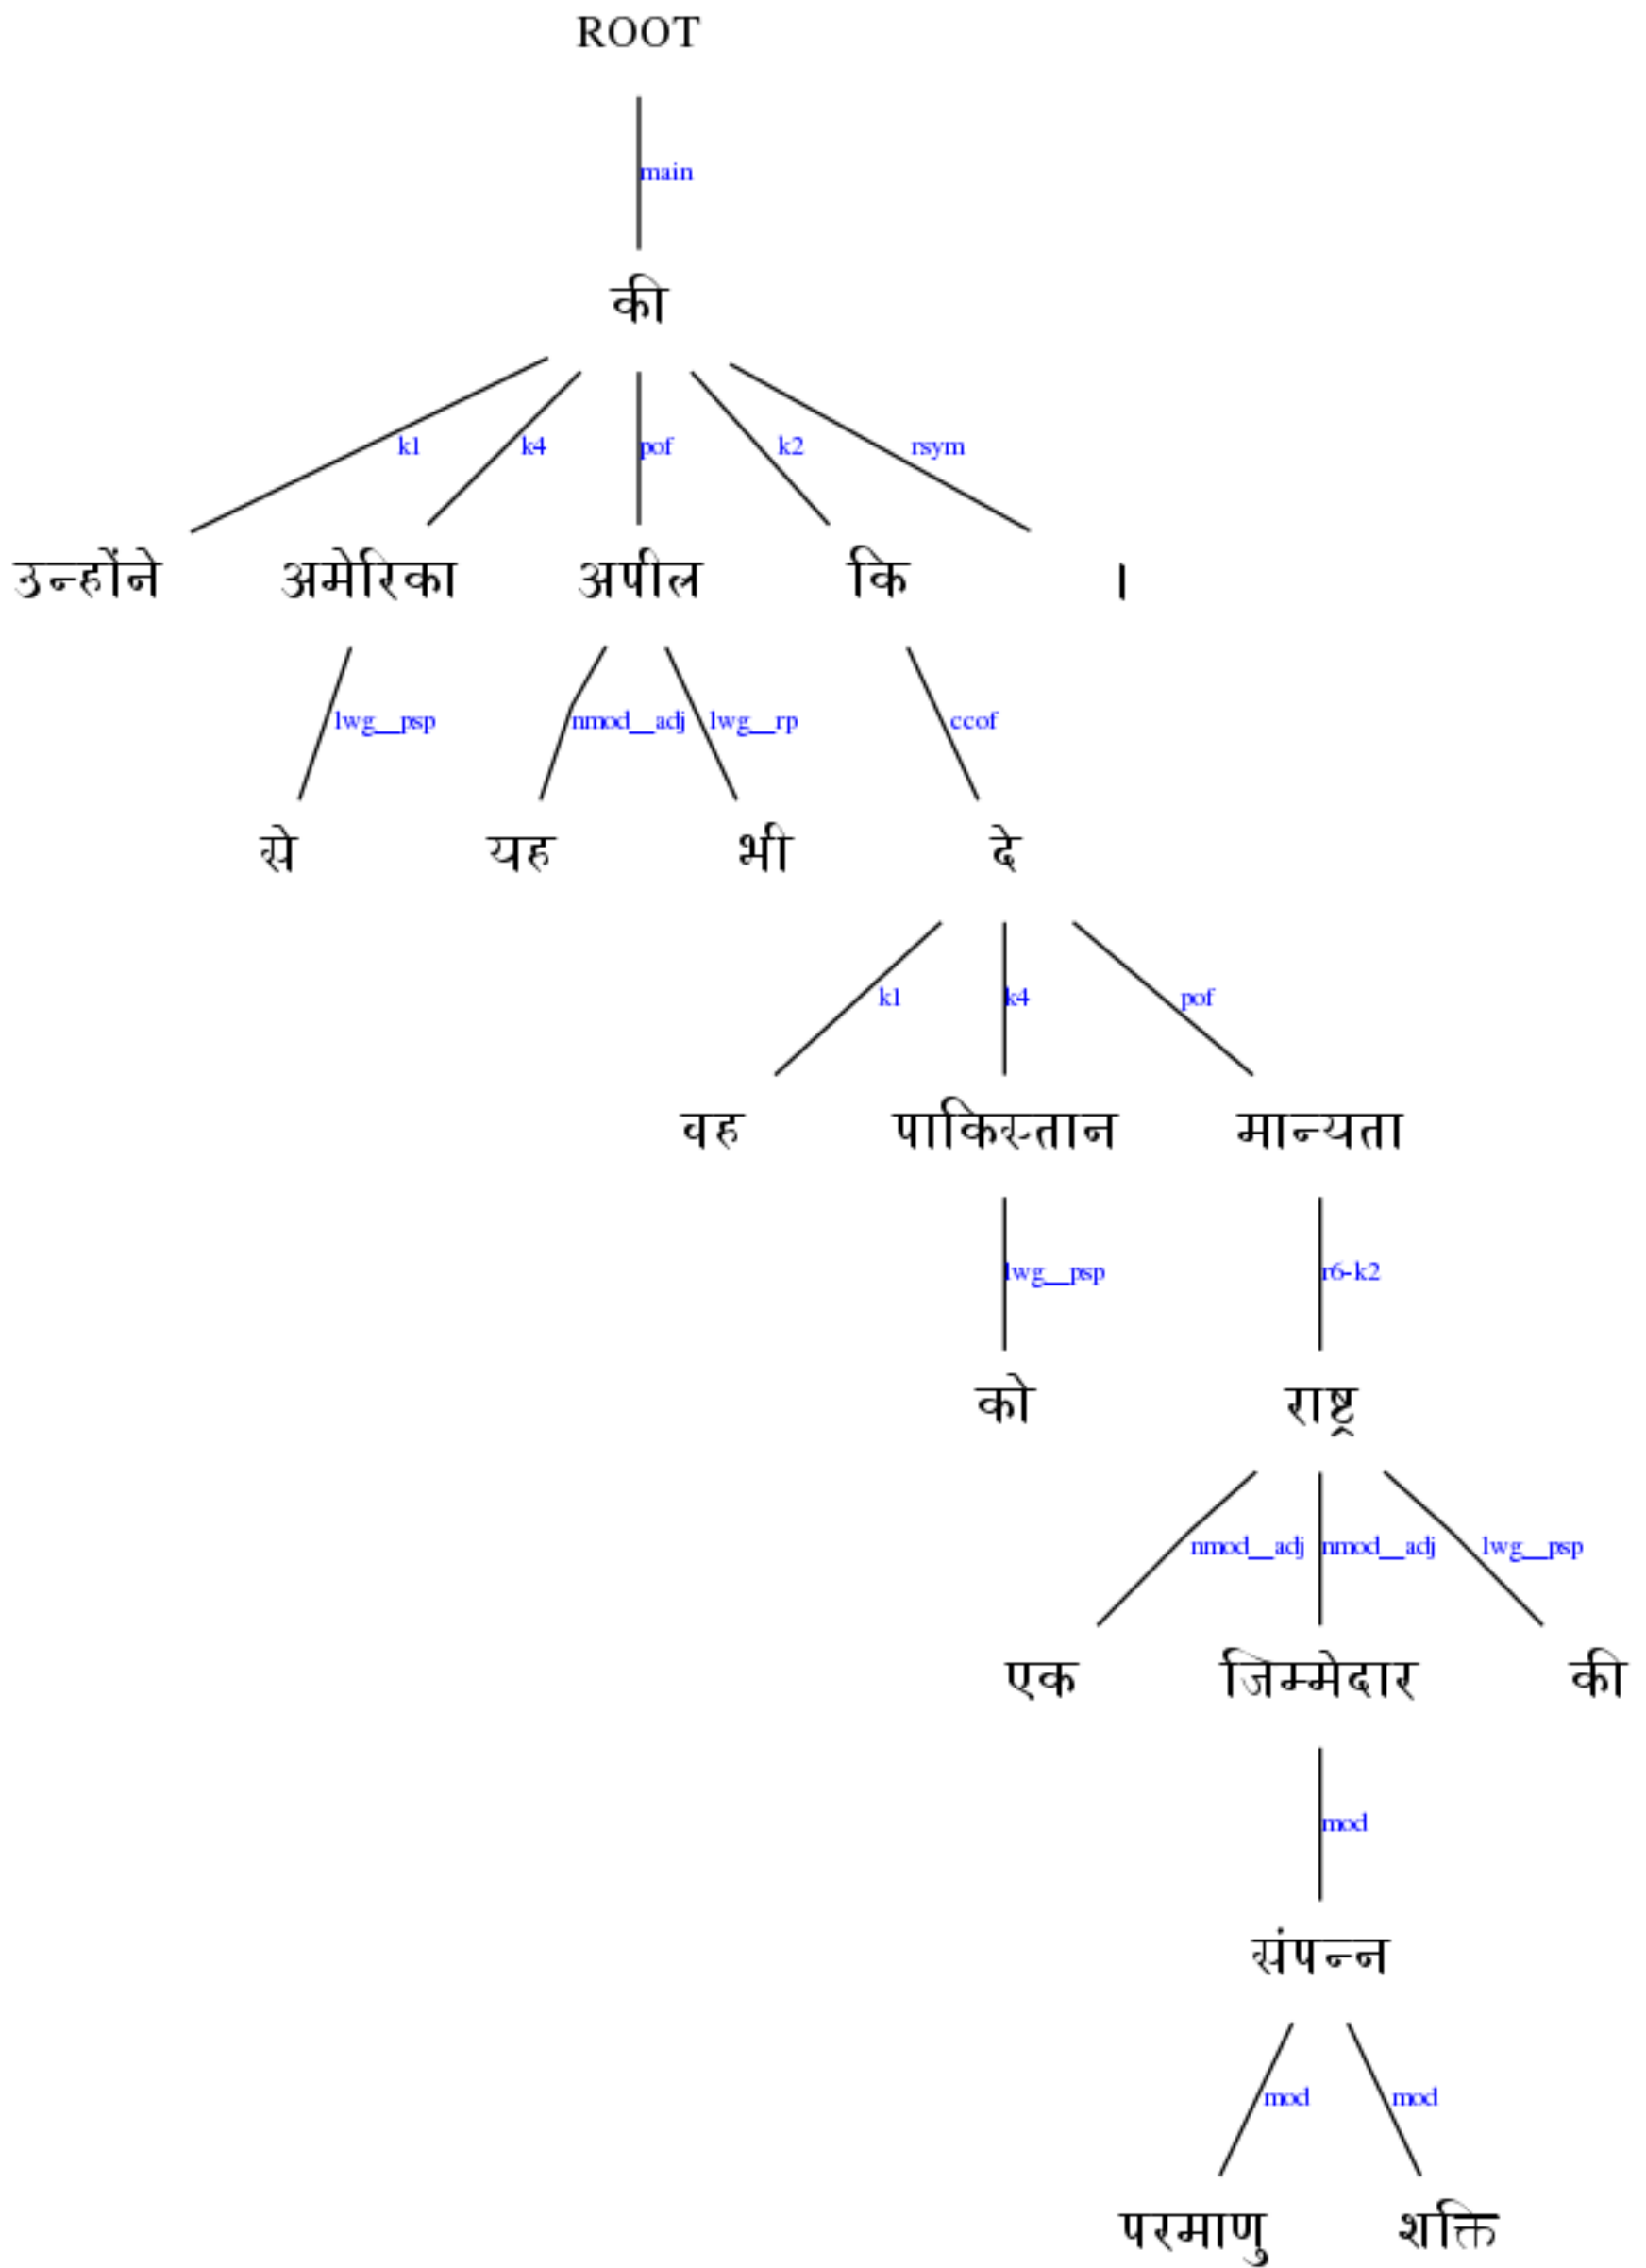 ROOT
main
की
k1 k4 pof k2 rsym
उन्होंने अमेरिका अपील कि ।
lwg__psp nmod__adj lwg__rp ccof
से यह भी दे
k1 k4 pof
वह पाकिस्तान मान्यता
lwg__psp r6-k2
को राष्ट्र
nmod__adj nmod__adj lwg__psp
एक जिम्मेदार की
mod
संपन्न
mod mod
परमाणु शक्ति